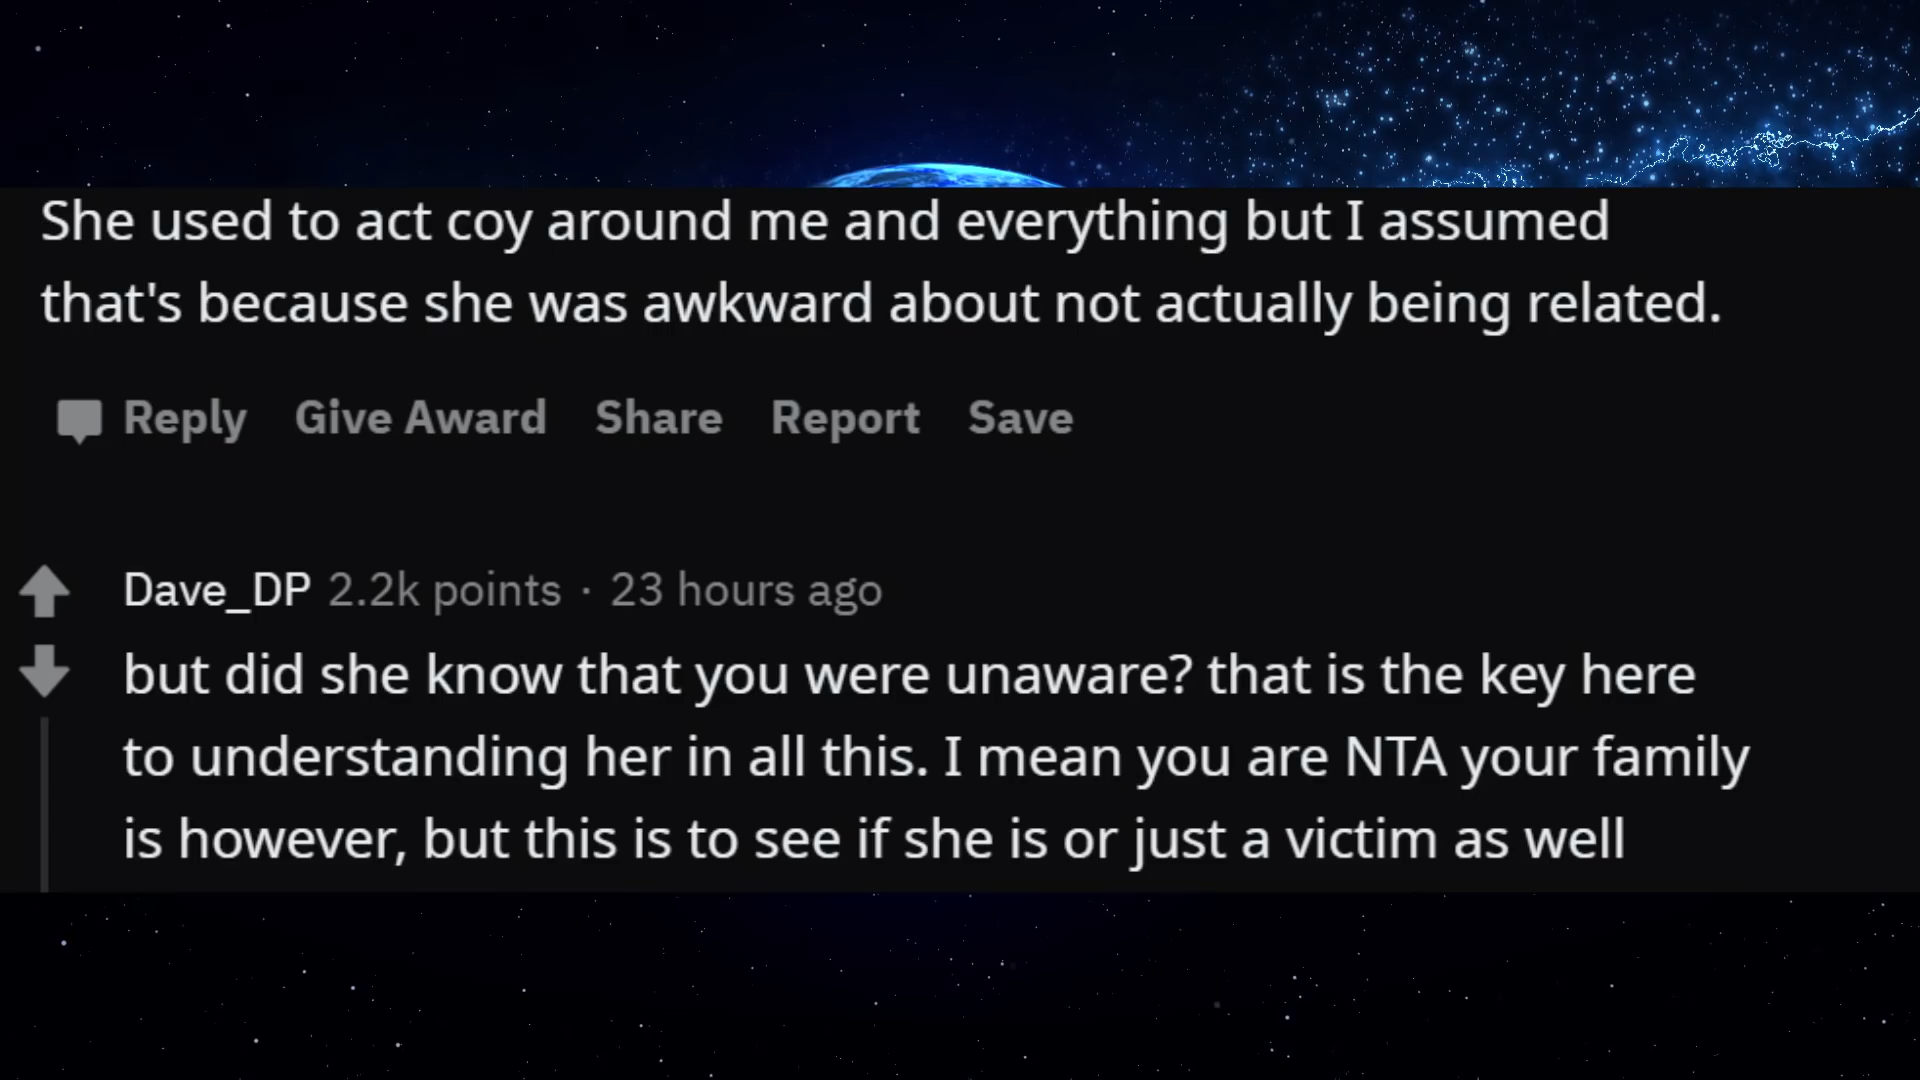 She used to act coy around me and everything but I assumed
that's because she was awkward about not actually being related.
Reply Give Award Share Report Save
Dave_DP 2.2k points · 23 hours ago
but did she know that you were unaware? that is the key here
to understanding her in all this. I mean you are NTA your family
is however, but this is to see if she is or just a victim as well